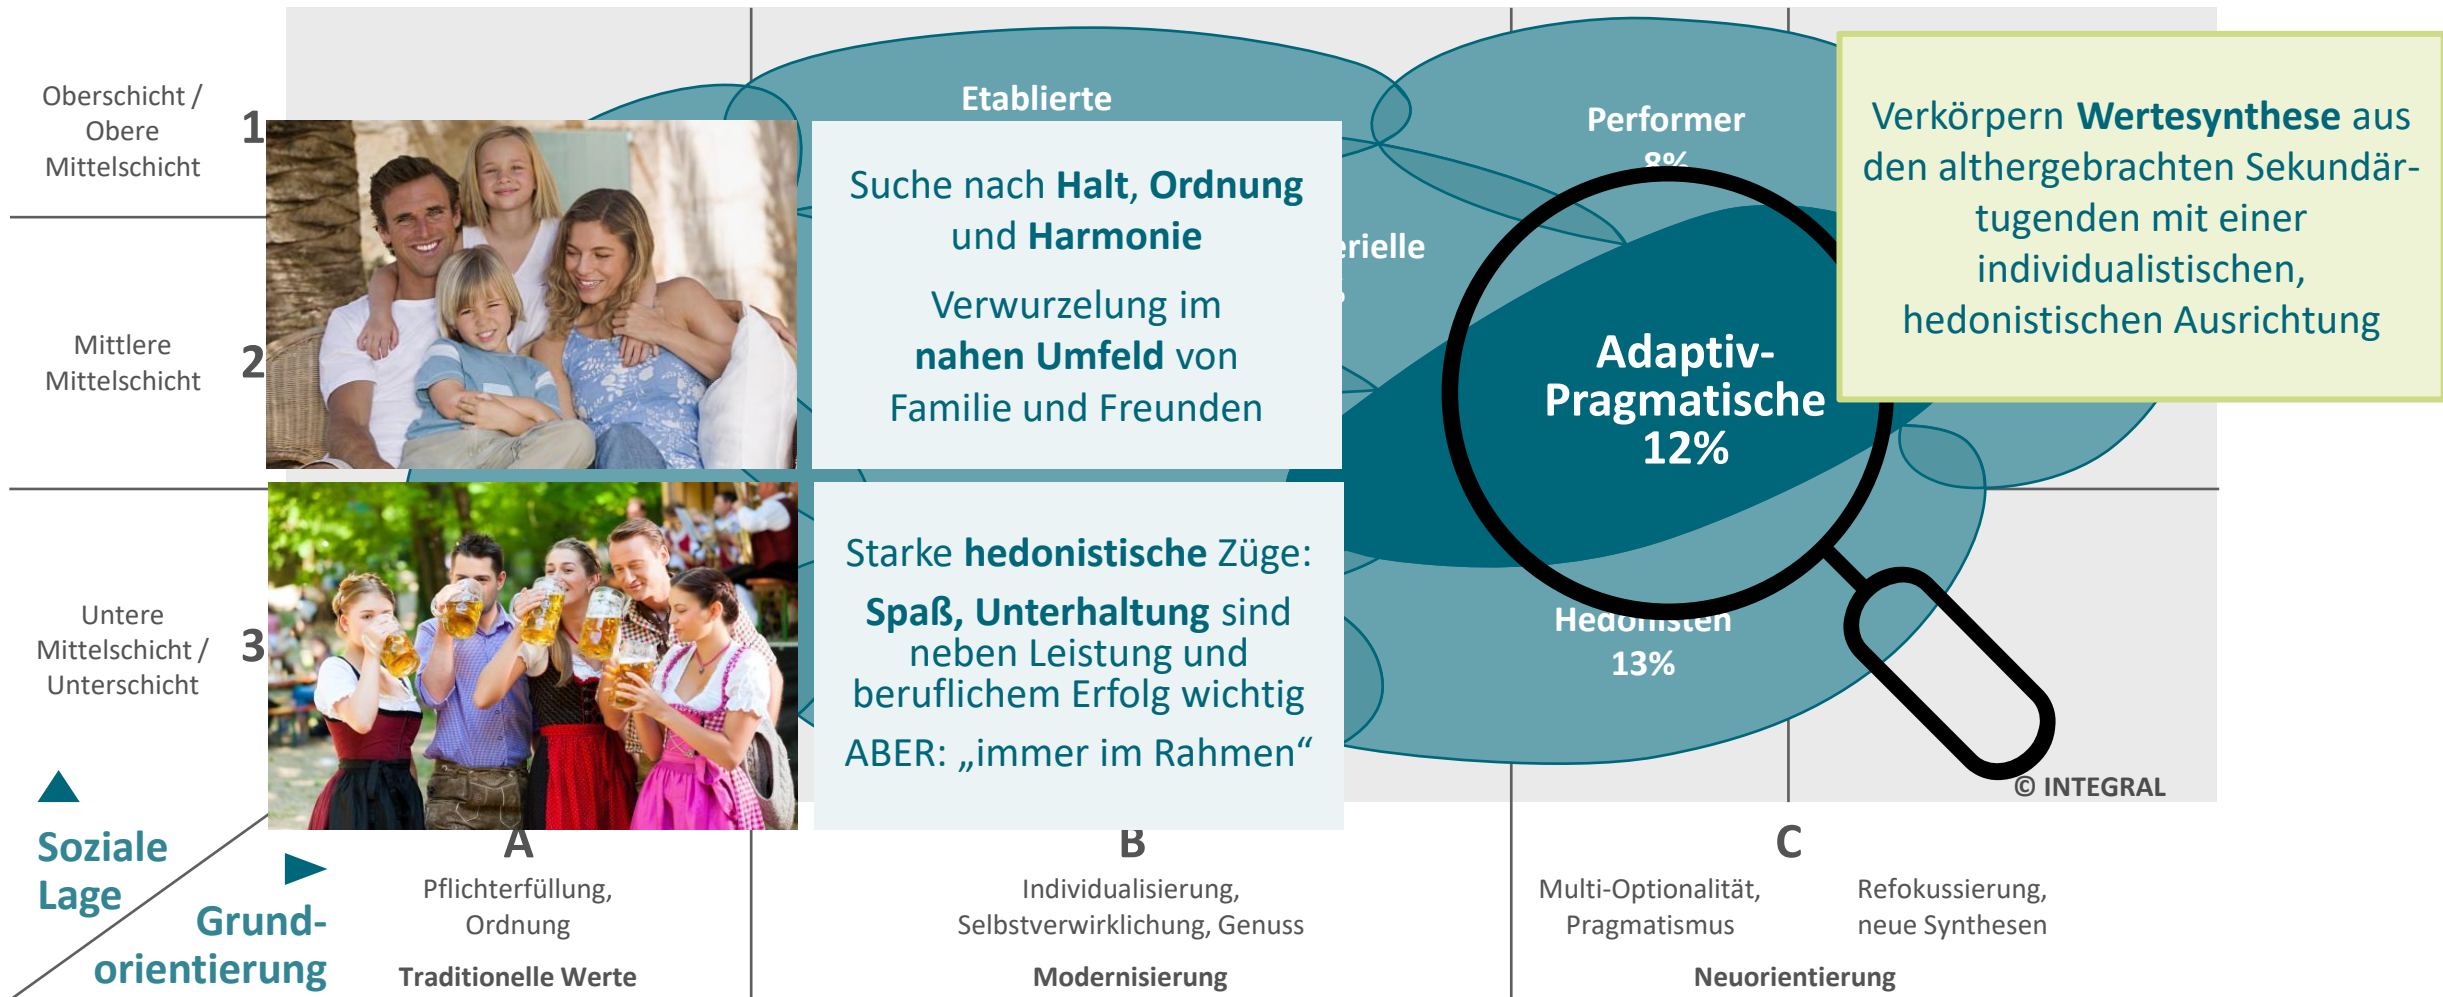 Oberschicht /
Obere
Mittelschicht
1
Mittlere
Mittelschicht
2
Untere
Mittelschicht /
Unterschicht
3
Etablierte
Performer
8%
erielle
Adaptiv-
Pragmatische
12%
Hedonisten
13%
Suche nach Halt, Ordnung
und Harmonie
Verwurzelung im
nahen Umfeld von
Familie und Freunden
Starke hedonistische Züge:
Spaß, Unterhaltung sind
neben Leistung und
beruflichem Erfolg wichtig
ABER: „immer im Rahmen“
Verkörpern Wertesynthese aus
den althergebrachten Sekundär-
tugenden mit einer
individualistischen,
hedonistischen Ausrichtung
© INTEGRAL
Soziale
Lage
Grund-
orientierung
A
Pflichterfüllung,
Ordnung
Traditionelle Werte
B
Individualisierung,
Selbstverwirklichung, Genuss
Modernisierung
C
Multi-Optionalität,
Pragmatismus
Refokussierung,
neue Synthesen
Neuorientierung